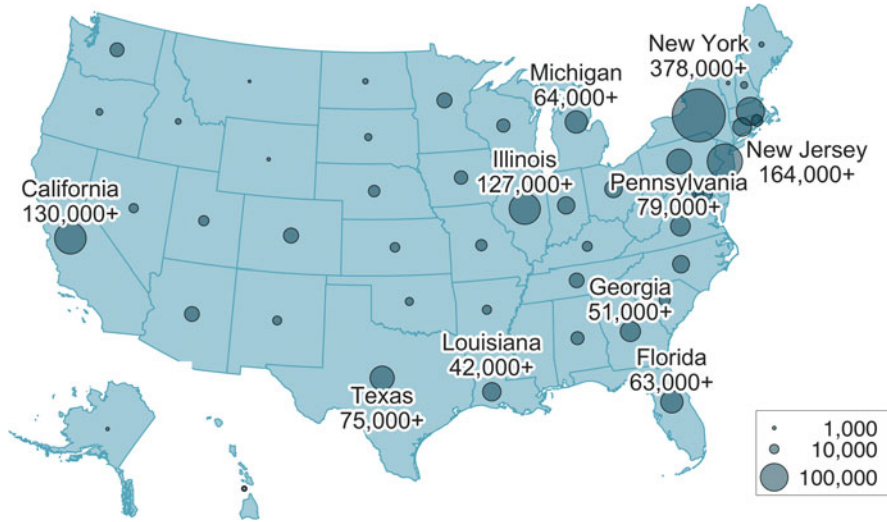 New York
378,000+
Michigan
64,000+
Illinois
127,000+
New Jersey
164,000+
Pennsylvania
79,000+
California
130,000+
Georgia
51,000+
Louisiana
42,000+
Florida
63,000+
Texas
75,000+
1,000
10,000
100,000